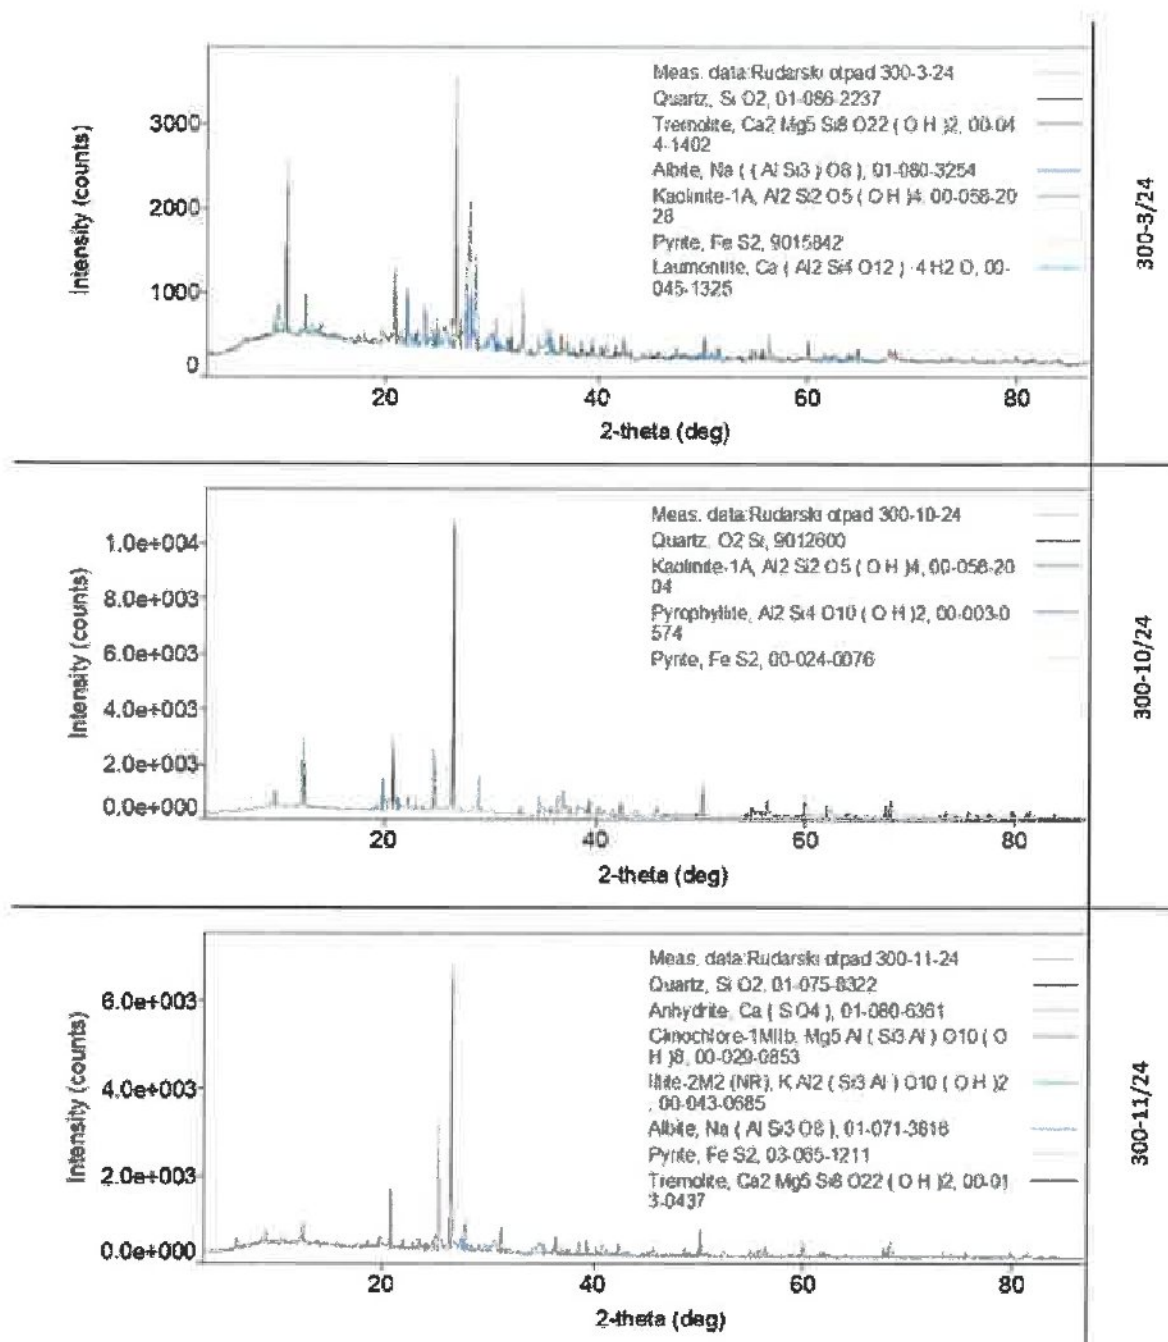 Meas. data:Rudarski otpad 300-3-24
Quartz, Si O2, 01-086-2237
Tremolite, Ca2 Mg5 Si8 O22 ( O H )2, 00-04
4-1402
Albite, Na ( ( Al Si3 ) O8 ), 01-080-3254
Kaolinite-1A, Al2 Si2 O5 ( O H )4, 00-058-20
28
Pyrite, Fe S2, 9015842
Laumontite, Ca ( Al2 Si4 O12 ) ·4 H2 O, 00-
045-1325
Intensity (counts)
3000
2000
1000
0
20
40
60
80
2-theta (deg)
300-3/24
Meas. data:Rudarski otpad 300-10-24
Quartz, O2 Si, 9012600
Kaolinite-1A, Al2 Si2 O5 ( O H )4, 00-058-20
04
Pyrophyllite, Al2 Si4 O10 ( O H )2, 00-003-0
574
Pyrite, Fe S2, 00-024-0076
Intensity (counts)
1.0e+004
8.0e+003
6.0e+003
4.0e+003
2.0e+003
0.0e+000
20
40
60
80
2-theta (deg)
300-10/24
Meas. data:Rudarski otpad 300-11-24
Quartz, Si O2, 01-075-8322
Anhydrite, Ca ( S O4 ), 01-080-6361
Clinochlore-1MIIb, Mg5 Al ( Si3 Al ) O10 ( O
H )8, 00-029-0853
Illite-2M2 (NR), K Al2 ( Si3 Al ) O10 ( O H )2
, 00-043-0685
Albite, Na ( Al Si3 O8 ), 01-071-3816
Pyrite, Fe S2, 03-065-1211
Tremolite, Ca2 Mg5 Si8 O22 ( O H )2, 00-01
3-0437
Intensity (counts)
6.0e+003
4.0e+003
2.0e+003
0.0e+000
20
40
60
80
2-theta (deg)
300-11/24